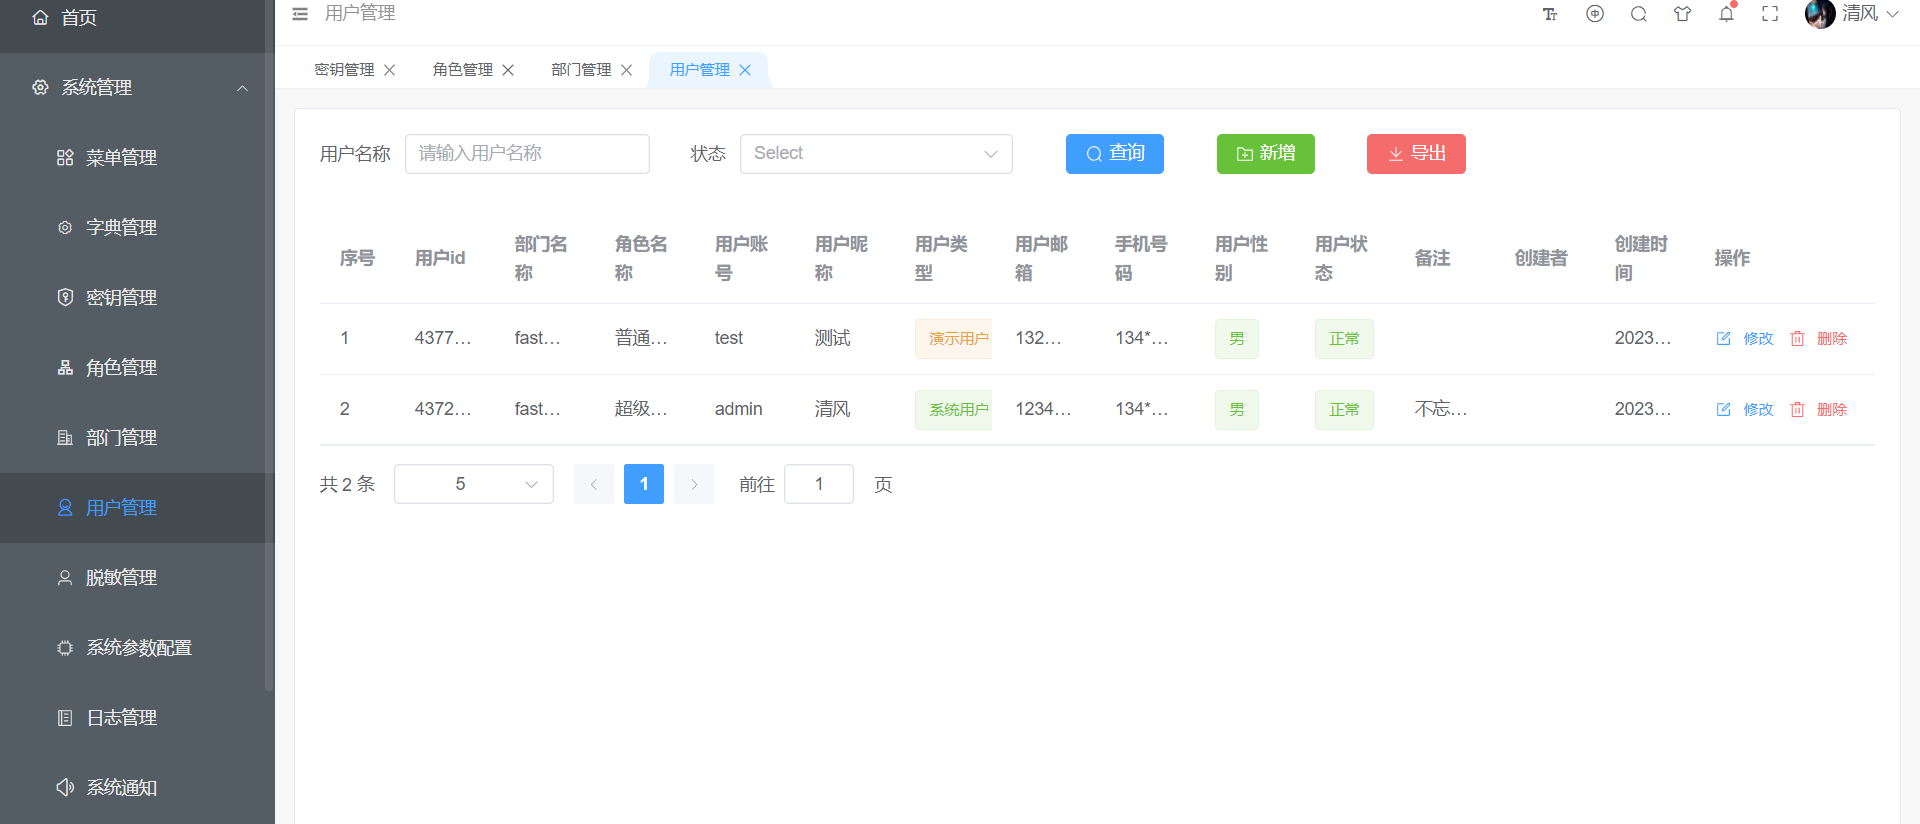 首页
系统管理
菜单管理
字典管理
密钥管理
角色管理
部门管理
用户管理
脱敏管理
系统参数配置
日志管理
系统通知
用户管理
清风
密钥管理 角色管理 部门管理 用户管理
用户名称 请输入用户名称 状态 Select 查询 新增 导出
序号 用户id 部门名称 角色名称 用户账号 用户昵称 用户类型 用户邮箱 手机号码 用户性别 用户状态 备注 创建者 创建时间 操作
1 4377... fast... 普通... test 测试 演示用户 132... 134*... 男 正常 2023... 修改 删除
2 4372... fast... 超级... admin 清风 系统用户 1234... 134*... 男 正常 不忘... 2023... 修改 删除
共 2 条 5 1 前往 1 页